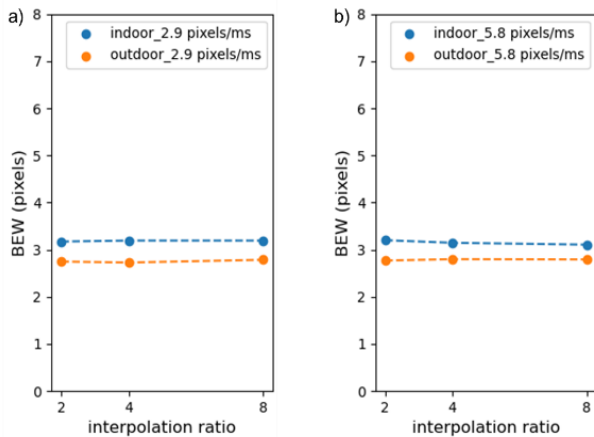 a)
indoor_2.9 pixels/ms
outdoor_2.9 pixels/ms
BEW (pixels)
8
7
6
5
4
3
2
1
0
2 4 8
interpolation ratio
b)
indoor_5.8 pixels/ms
outdoor_5.8 pixels/ms
BEW (pixels)
8
7
6
5
4
3
2
1
0
2 4 8
interpolation ratio